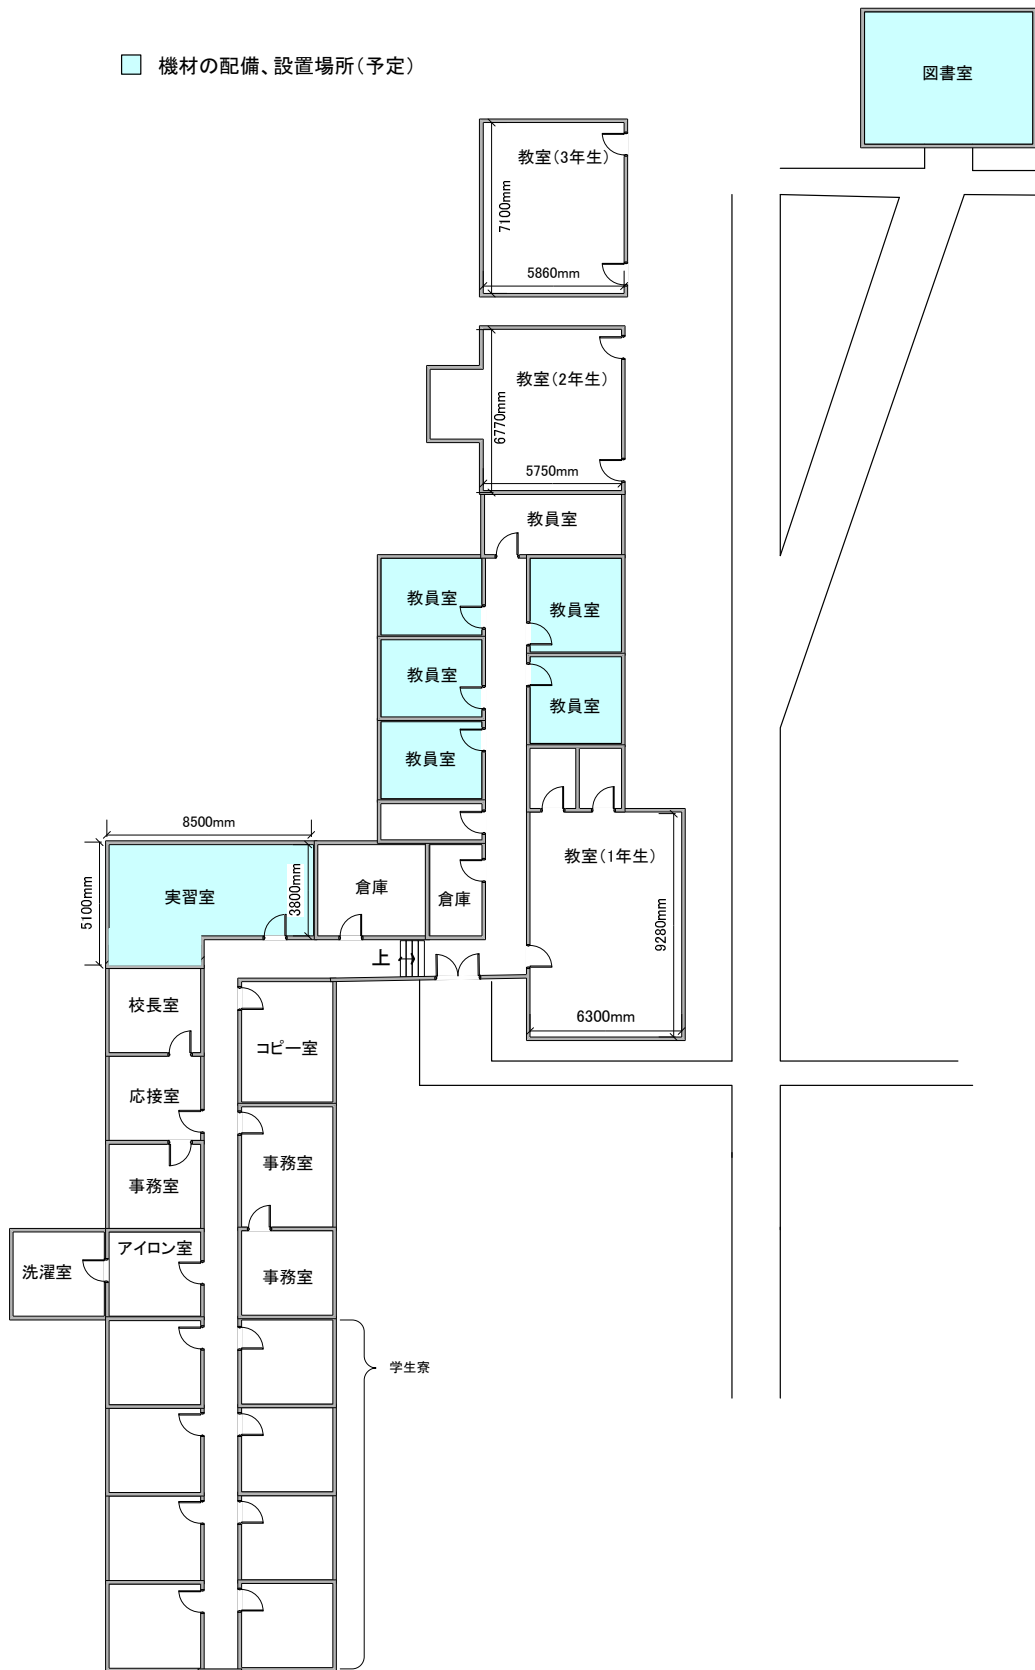 機材の配備、設置場所(予定)
図書室
教室(3年生)
7100mm
5860mm
教室(2年生)
6770mm
5750mm
教員室
教員室
教員室
教員室
教員室
教員室
8500mm
5100mm
実習室
3800mm
倉庫
倉庫
教室(1年生)
9280mm
6300mm
上
校長室
コピー室
応接室
事務室
事務室
アイロン室
洗濯室
事務室
学生寮